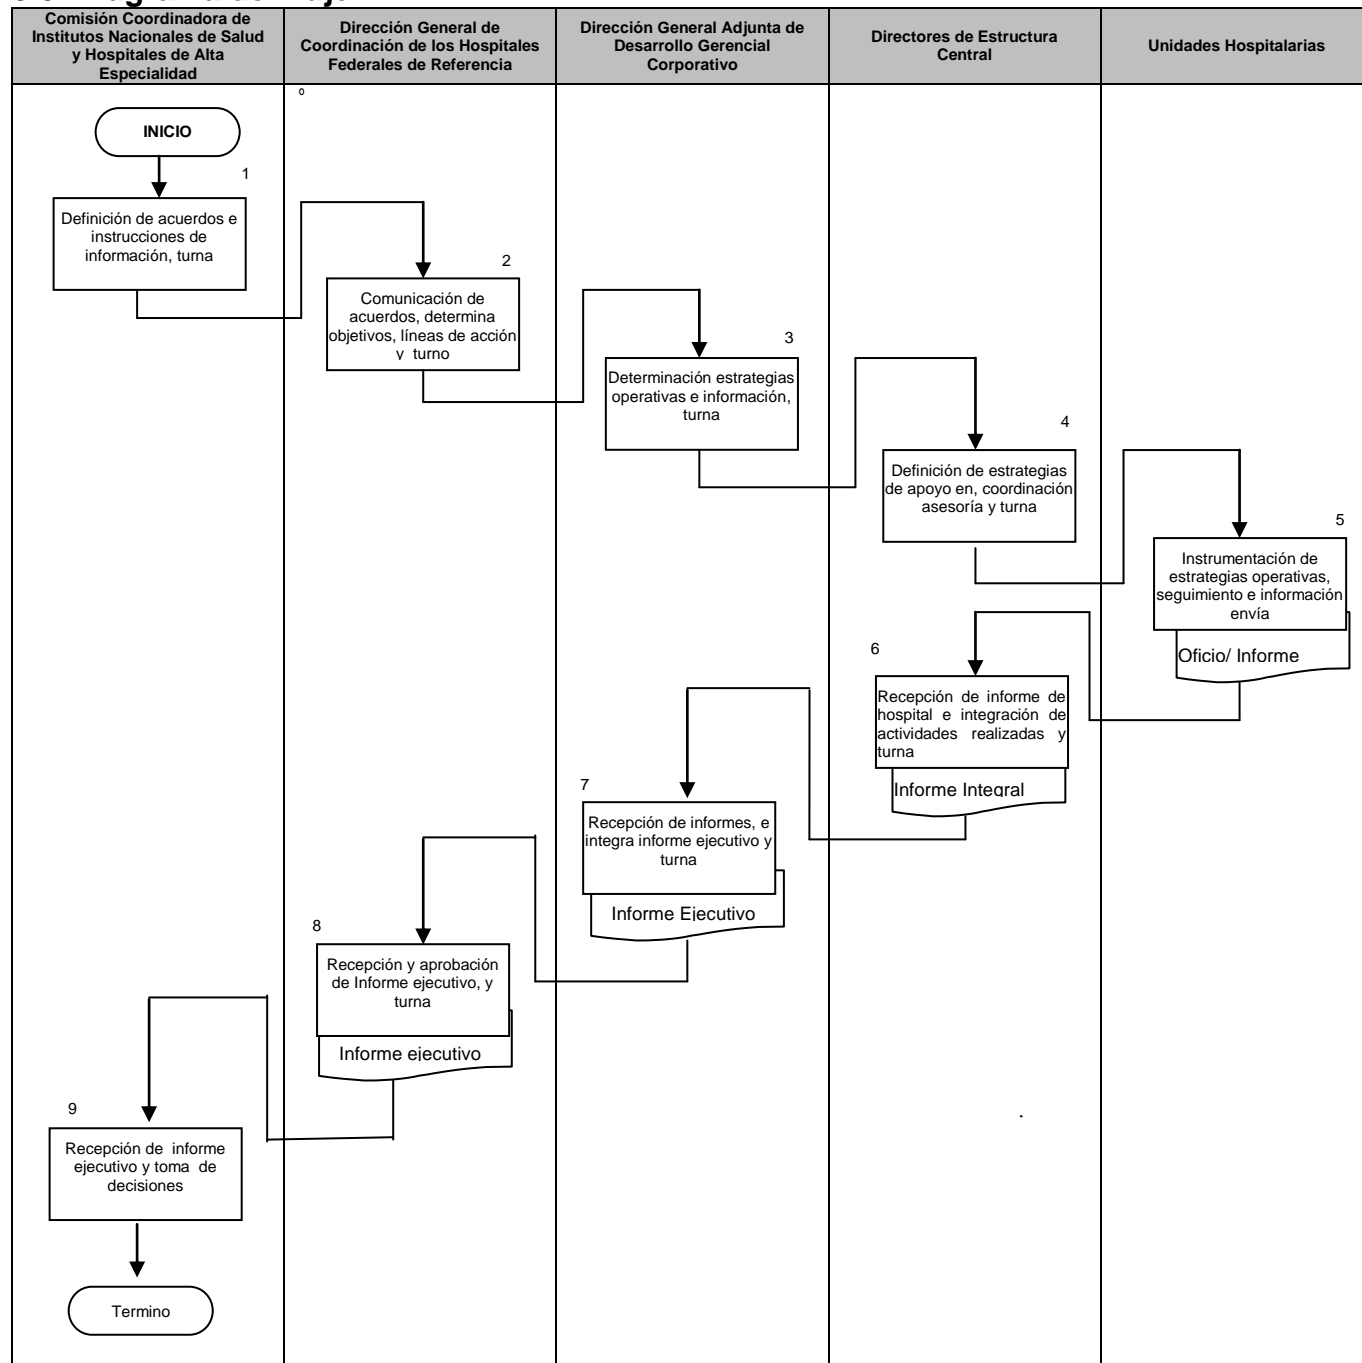 Comisión Coordinadora de
Institutos Nacionales de Salud
y Hospitales de Alta
Especialidad
Dirección General de
Coordinación de los Hospitales
Federales de Referencia
Dirección General Adjunta de
Desarrollo Gerencial
Corporativo
Directores de Estructura
Central
Unidades Hospitalarias
o
INICIO
1
Definición de acuerdos e
instrucciones de
información, turna
2
Comunicación de
acuerdos, determina
objetivos, líneas de acción
y turno
3
Determinación estrategias
operativas e información,
turna
4
Definición de estrategias
de apoyo en, coordinación
asesoría y turna
5
Instrumentación de
estrategias operativas,
seguimiento e información
envía
Oficio/ Informe
6
Recepción de informe de
hospital e integración de
actividades realizadas y
turna
Informe Integral
7
Recepción de informes, e
integra informe ejecutivo y
turna
Informe Ejecutivo
8
Recepción y aprobación
de Informe ejecutivo, y
turna
Informe ejecutivo
9
Recepción de informe
ejecutivo y toma de
decisiones
.
Termino